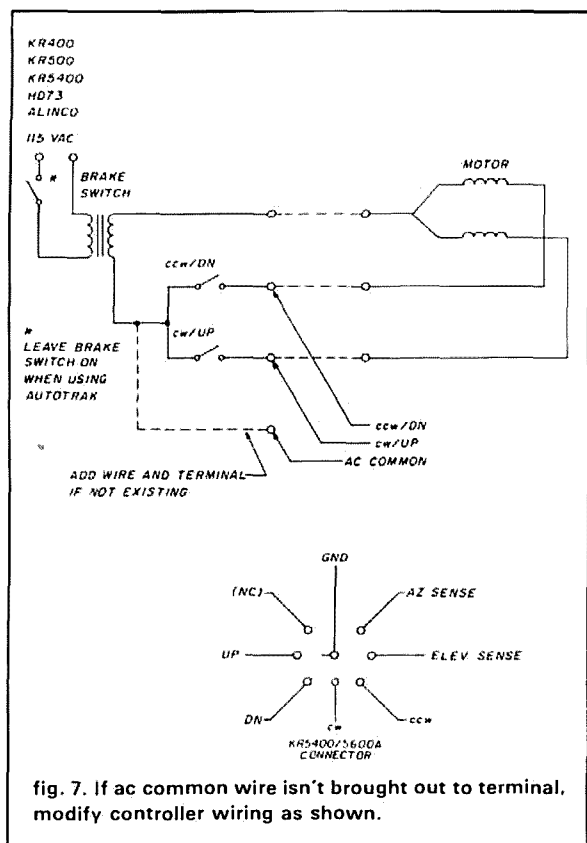 KR400
KR500
KR5400
HD73
ALINCO
115 VAC
*
BRAKE
SWITCH
MOTOR
ccw/DN
cw/UP
*
LEAVE BRAKE
SWITCH ON
WHEN USING
AUTOTRAK
ccw/DN
cw/UP
AC COMMON
ADD WIRE AND TERMINAL
IF NOT EXISTING
GND
(NC)
AZ SENSE
UP
ELEV SENSE
DN
cw
ccw
KR5400/5600A
CONNECTOR
fig. 7. If ac common wire isn't brought out to terminal,
modify controller wiring as shown.